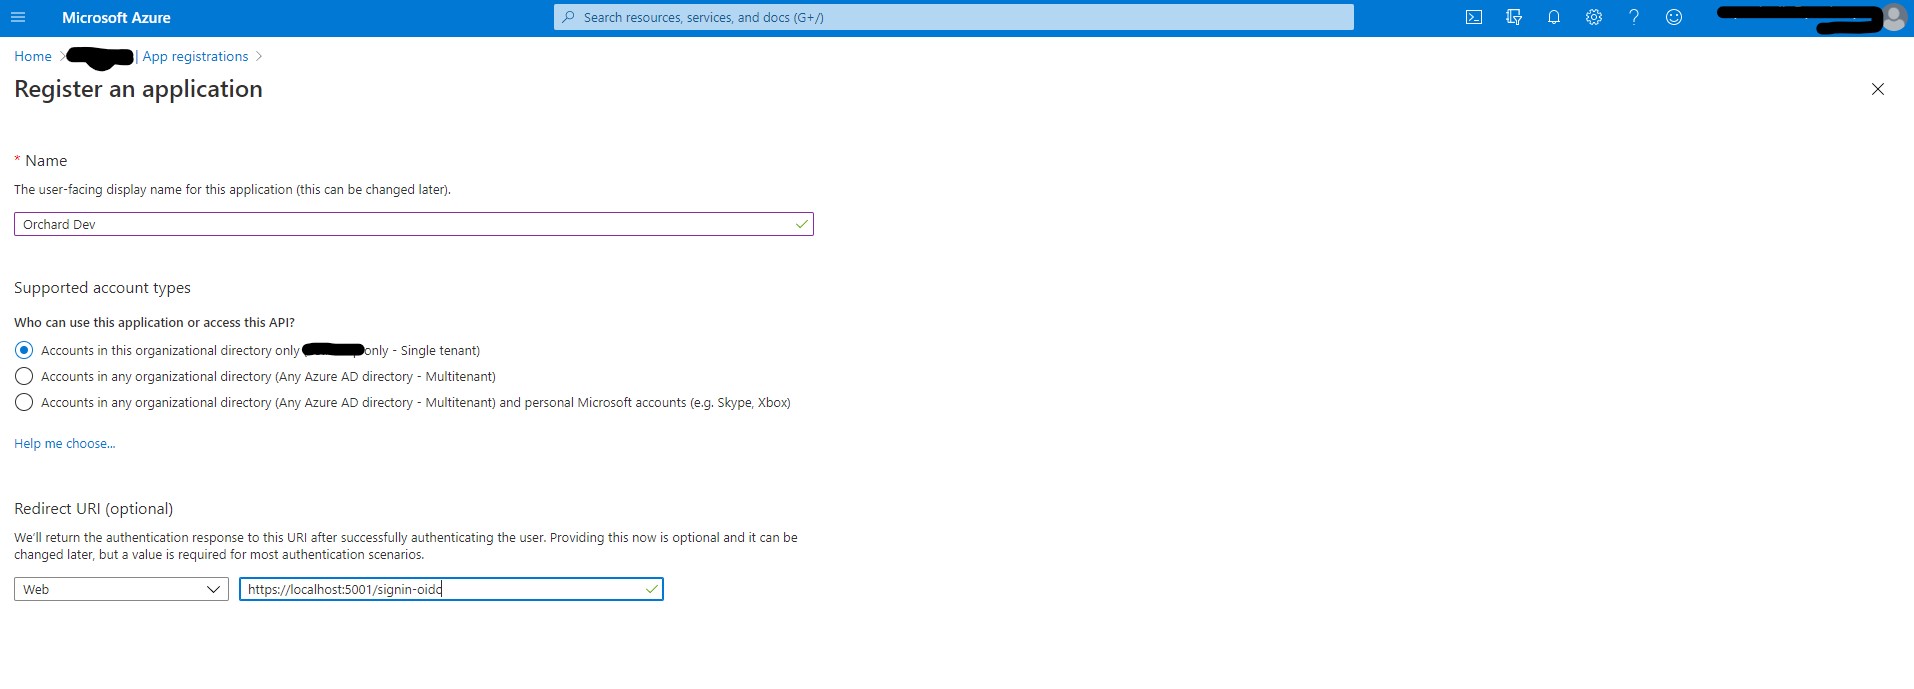 Microsoft Azure
Search resources, services, and docs (G+/)
Home > | App registrations >
Register an application
* Name
The user-facing display name for this application (this can be changed later).
Orchard Dev
Supported account types
Who can use this application or access this API?
Accounts in this organizational directory only only - Single tenant)
Accounts in any organizational directory (Any Azure AD directory - Multitenant)
Accounts in any organizational directory (Any Azure AD directory - Multitenant) and personal Microsoft accounts (e.g. Skype, Xbox)
Help me choose...
Redirect URI (optional)
We'll return the authentication response to this URI after successfully authenticating the user. Providing this now is optional and it can be
changed later, but a value is required for most authentication scenarios.
Web
https://localhost:5001/signin-oidc